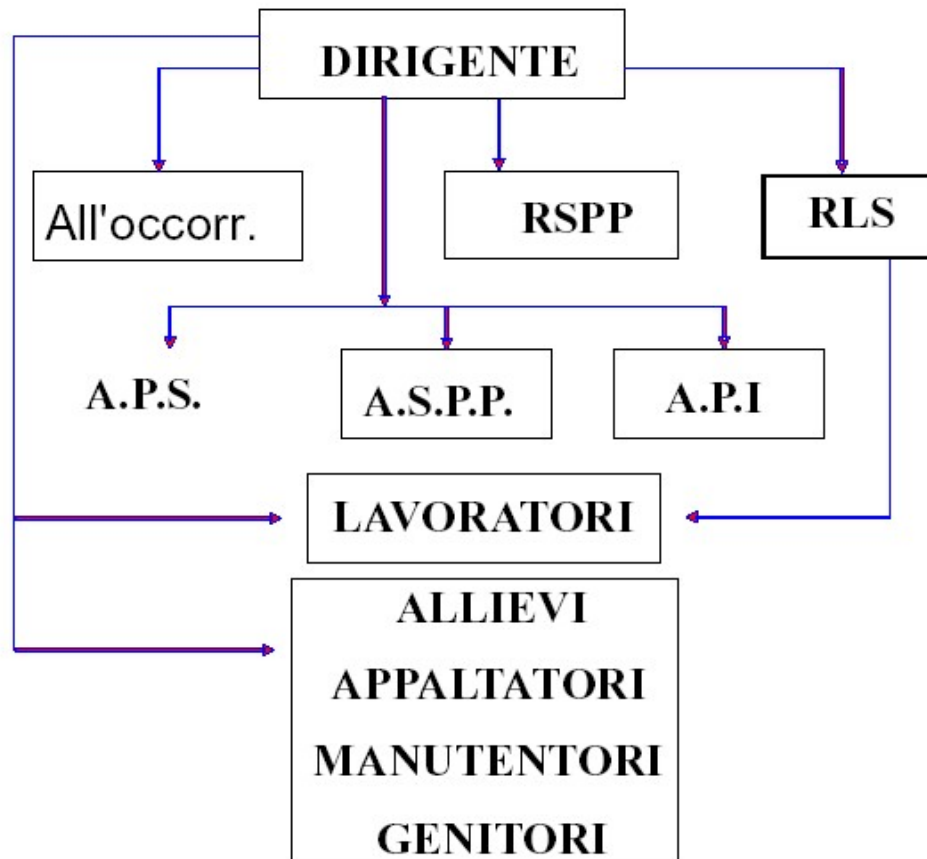 DIRIGENTE
All'occorr.
RSPP
RLS
A.P.S.
A.S.P.P.
A.P.I
LAVORATORI
ALLIEVI
APPALTATORI
MANUTENTORI
GENITORI